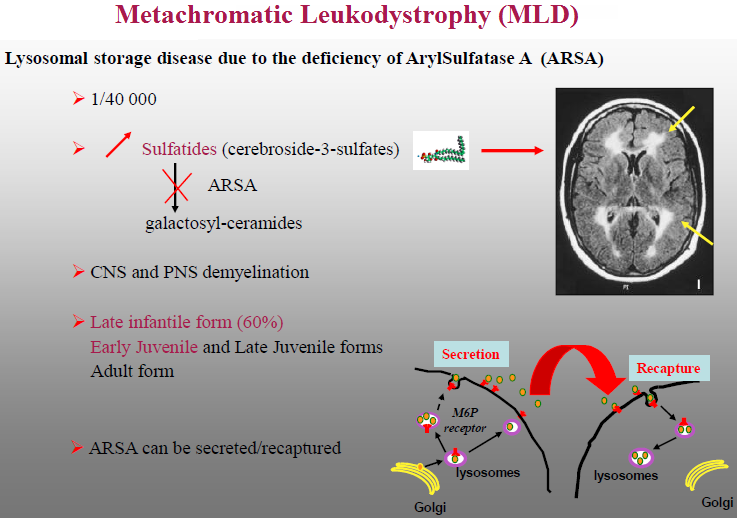 Metachromatic Leukodystrophy (MLD)
Lysosomal storage disease due to the deficiency of ArylSulfatase A (ARSA)
1/40 000
Sulfatides (cerebroside-3-sulfates)
ARSA
galactosyl-ceramides
CNS and PNS demyelination
Late infantile form (60%)
Early Juvenile and Late Juvenile forms
Adult form
ARSA can be secreted/recaptured
Secretion
Recapture
M6P
receptor
lysosomes
lysosomes
Golgi
Golgi